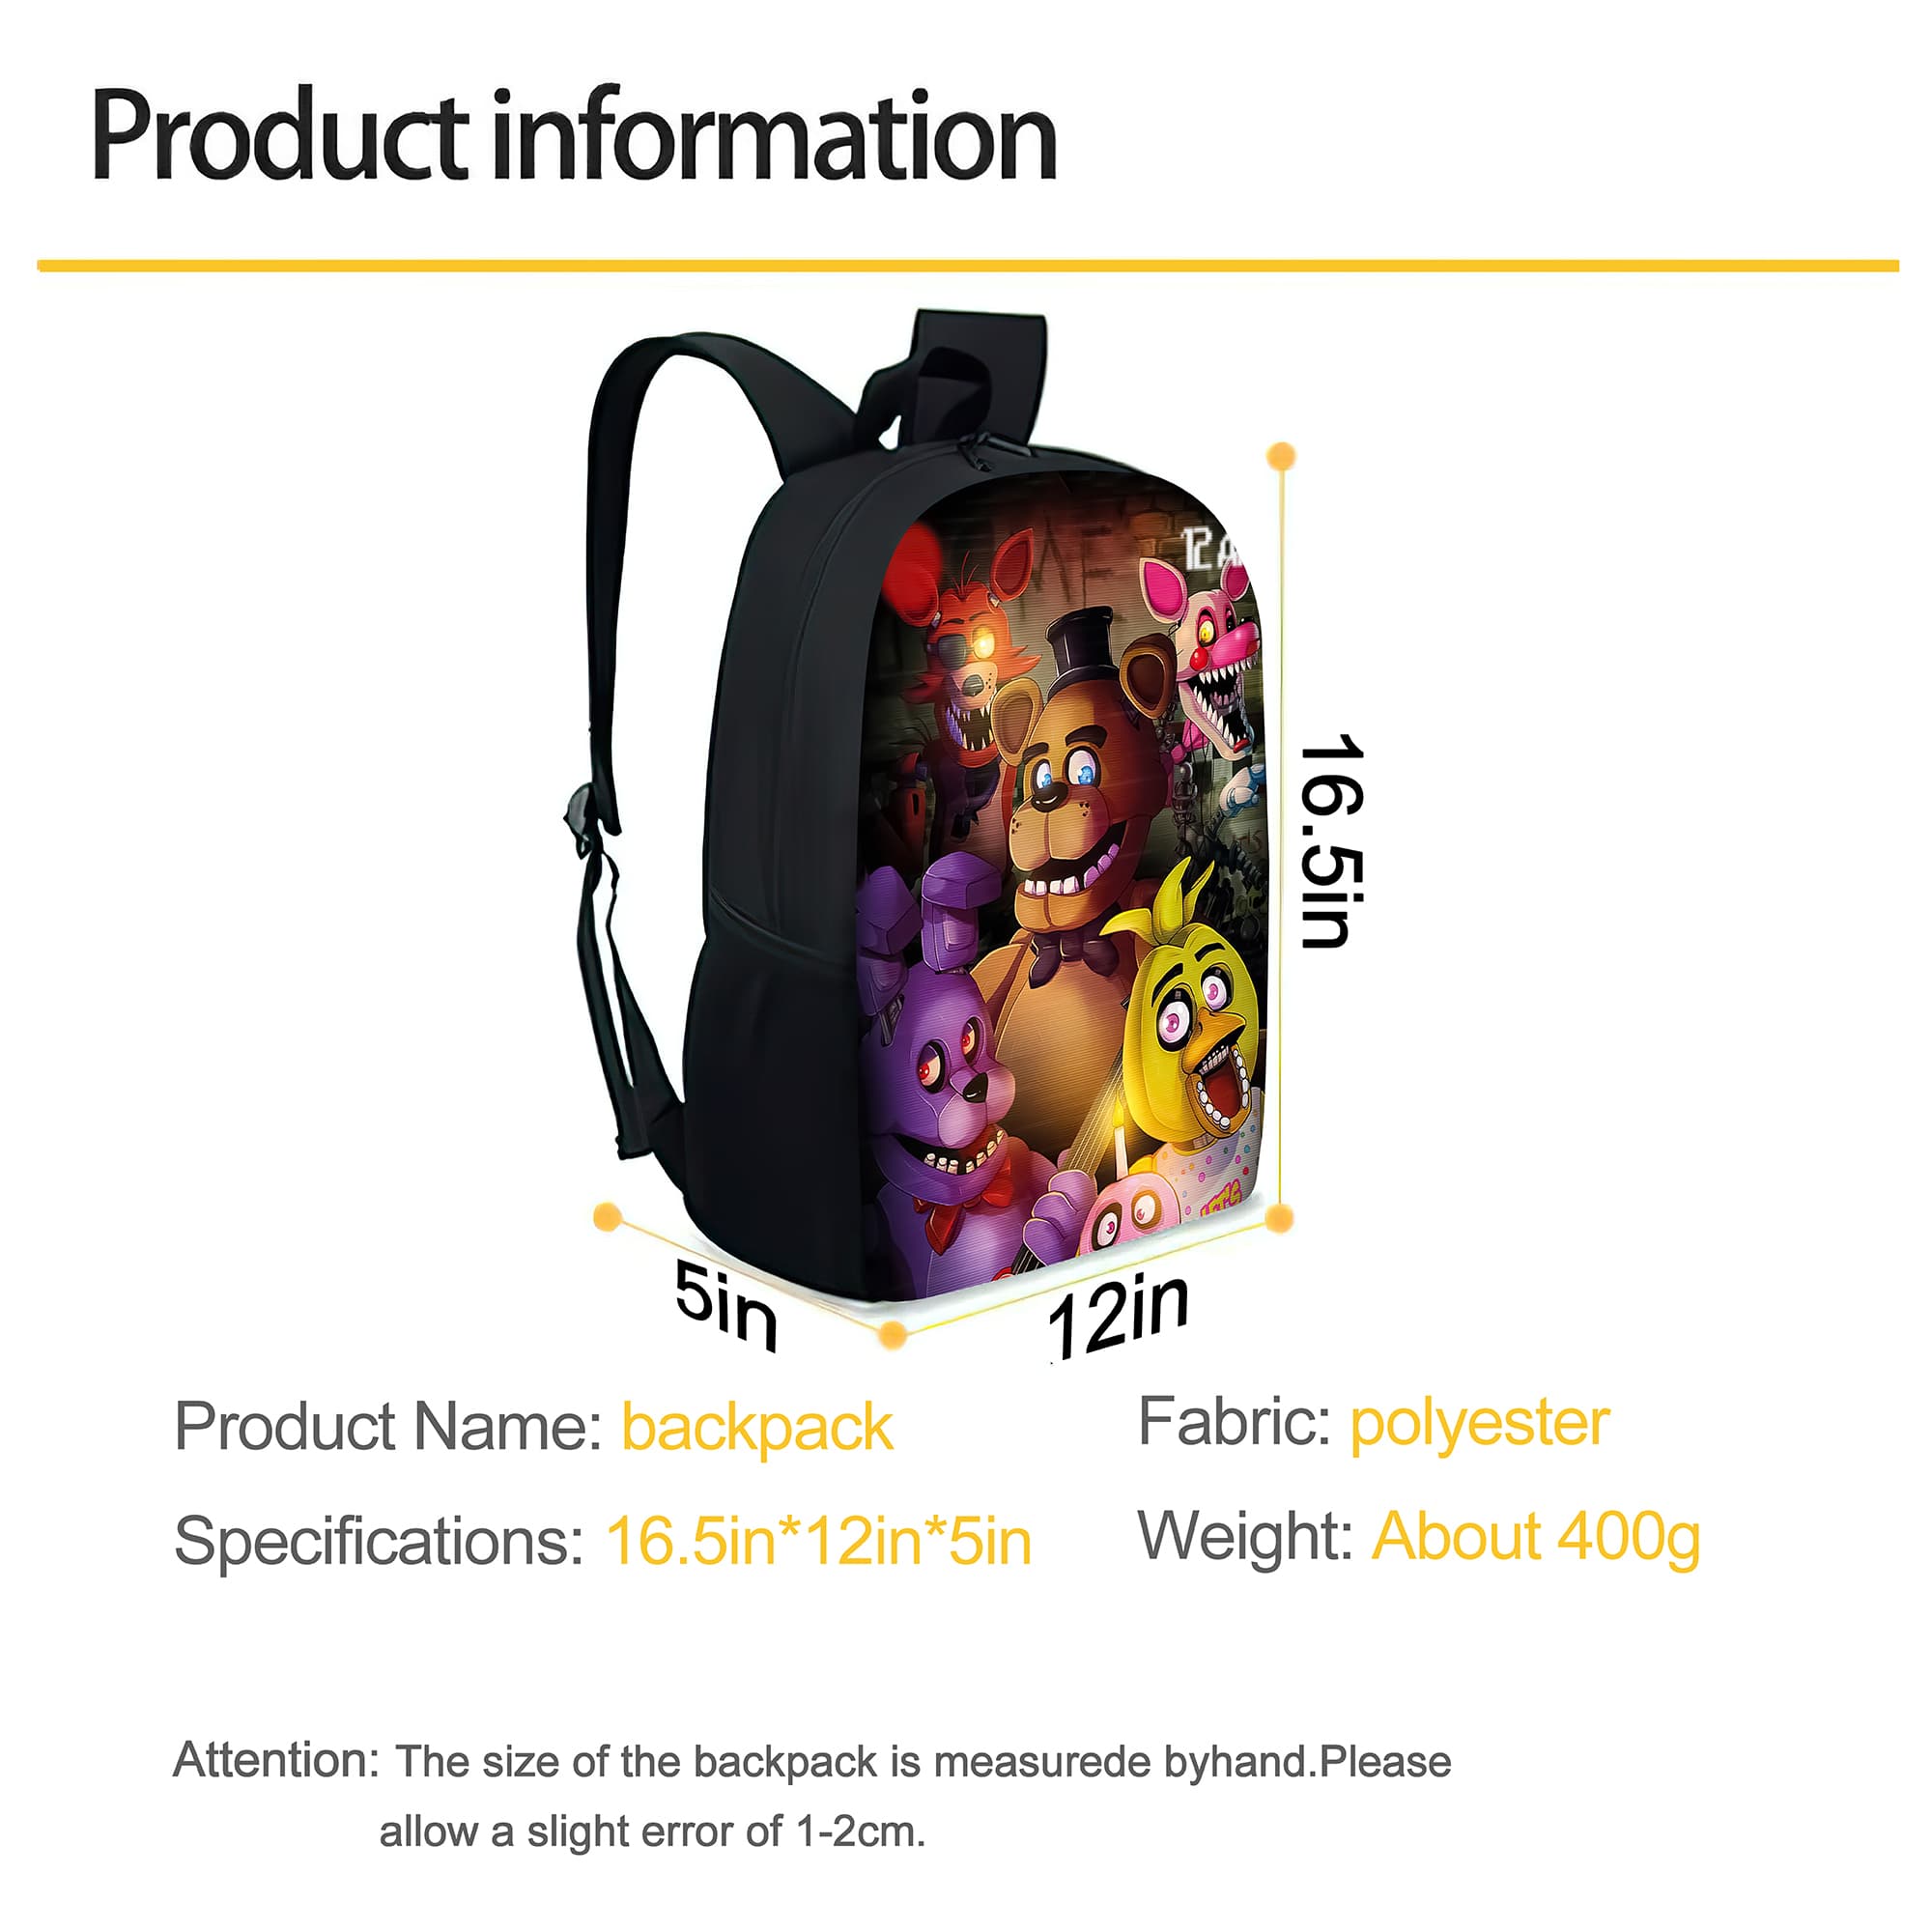 Product information
12 A
16.5in
LET'S
5in
12in
Product Name: backpack
Fabric: polyester
Specifications: 16.5in*12in*5in
Weight: About 400g
Attention: The size of the backpack is measurede byhand.Please
allow a slight error of 1-2cm.